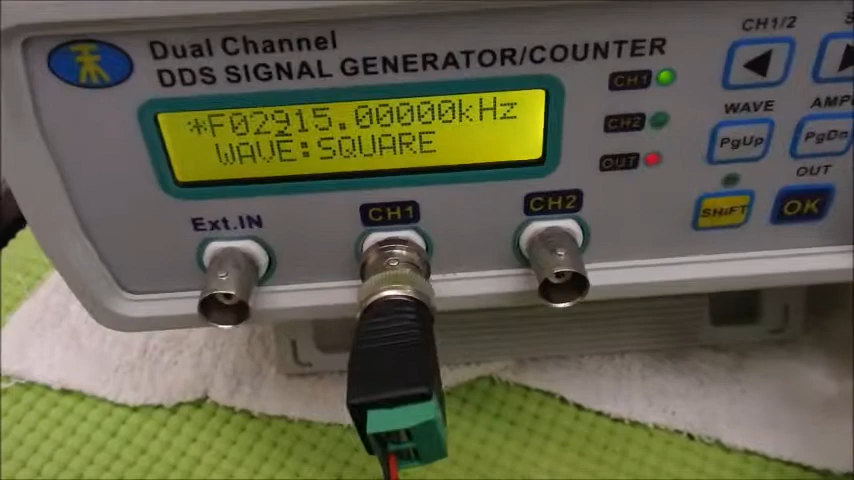 Dual Channel
DDS SIGNAL GENERATOR/COUNTER
CH1/2
*F02915.00000kHz
WAVE:SQUARE
CH1
CH2
OUT
WAVE
PgUp
PgDn
OUT
SHIFT
OK
Ext.IN
CH1
CH2